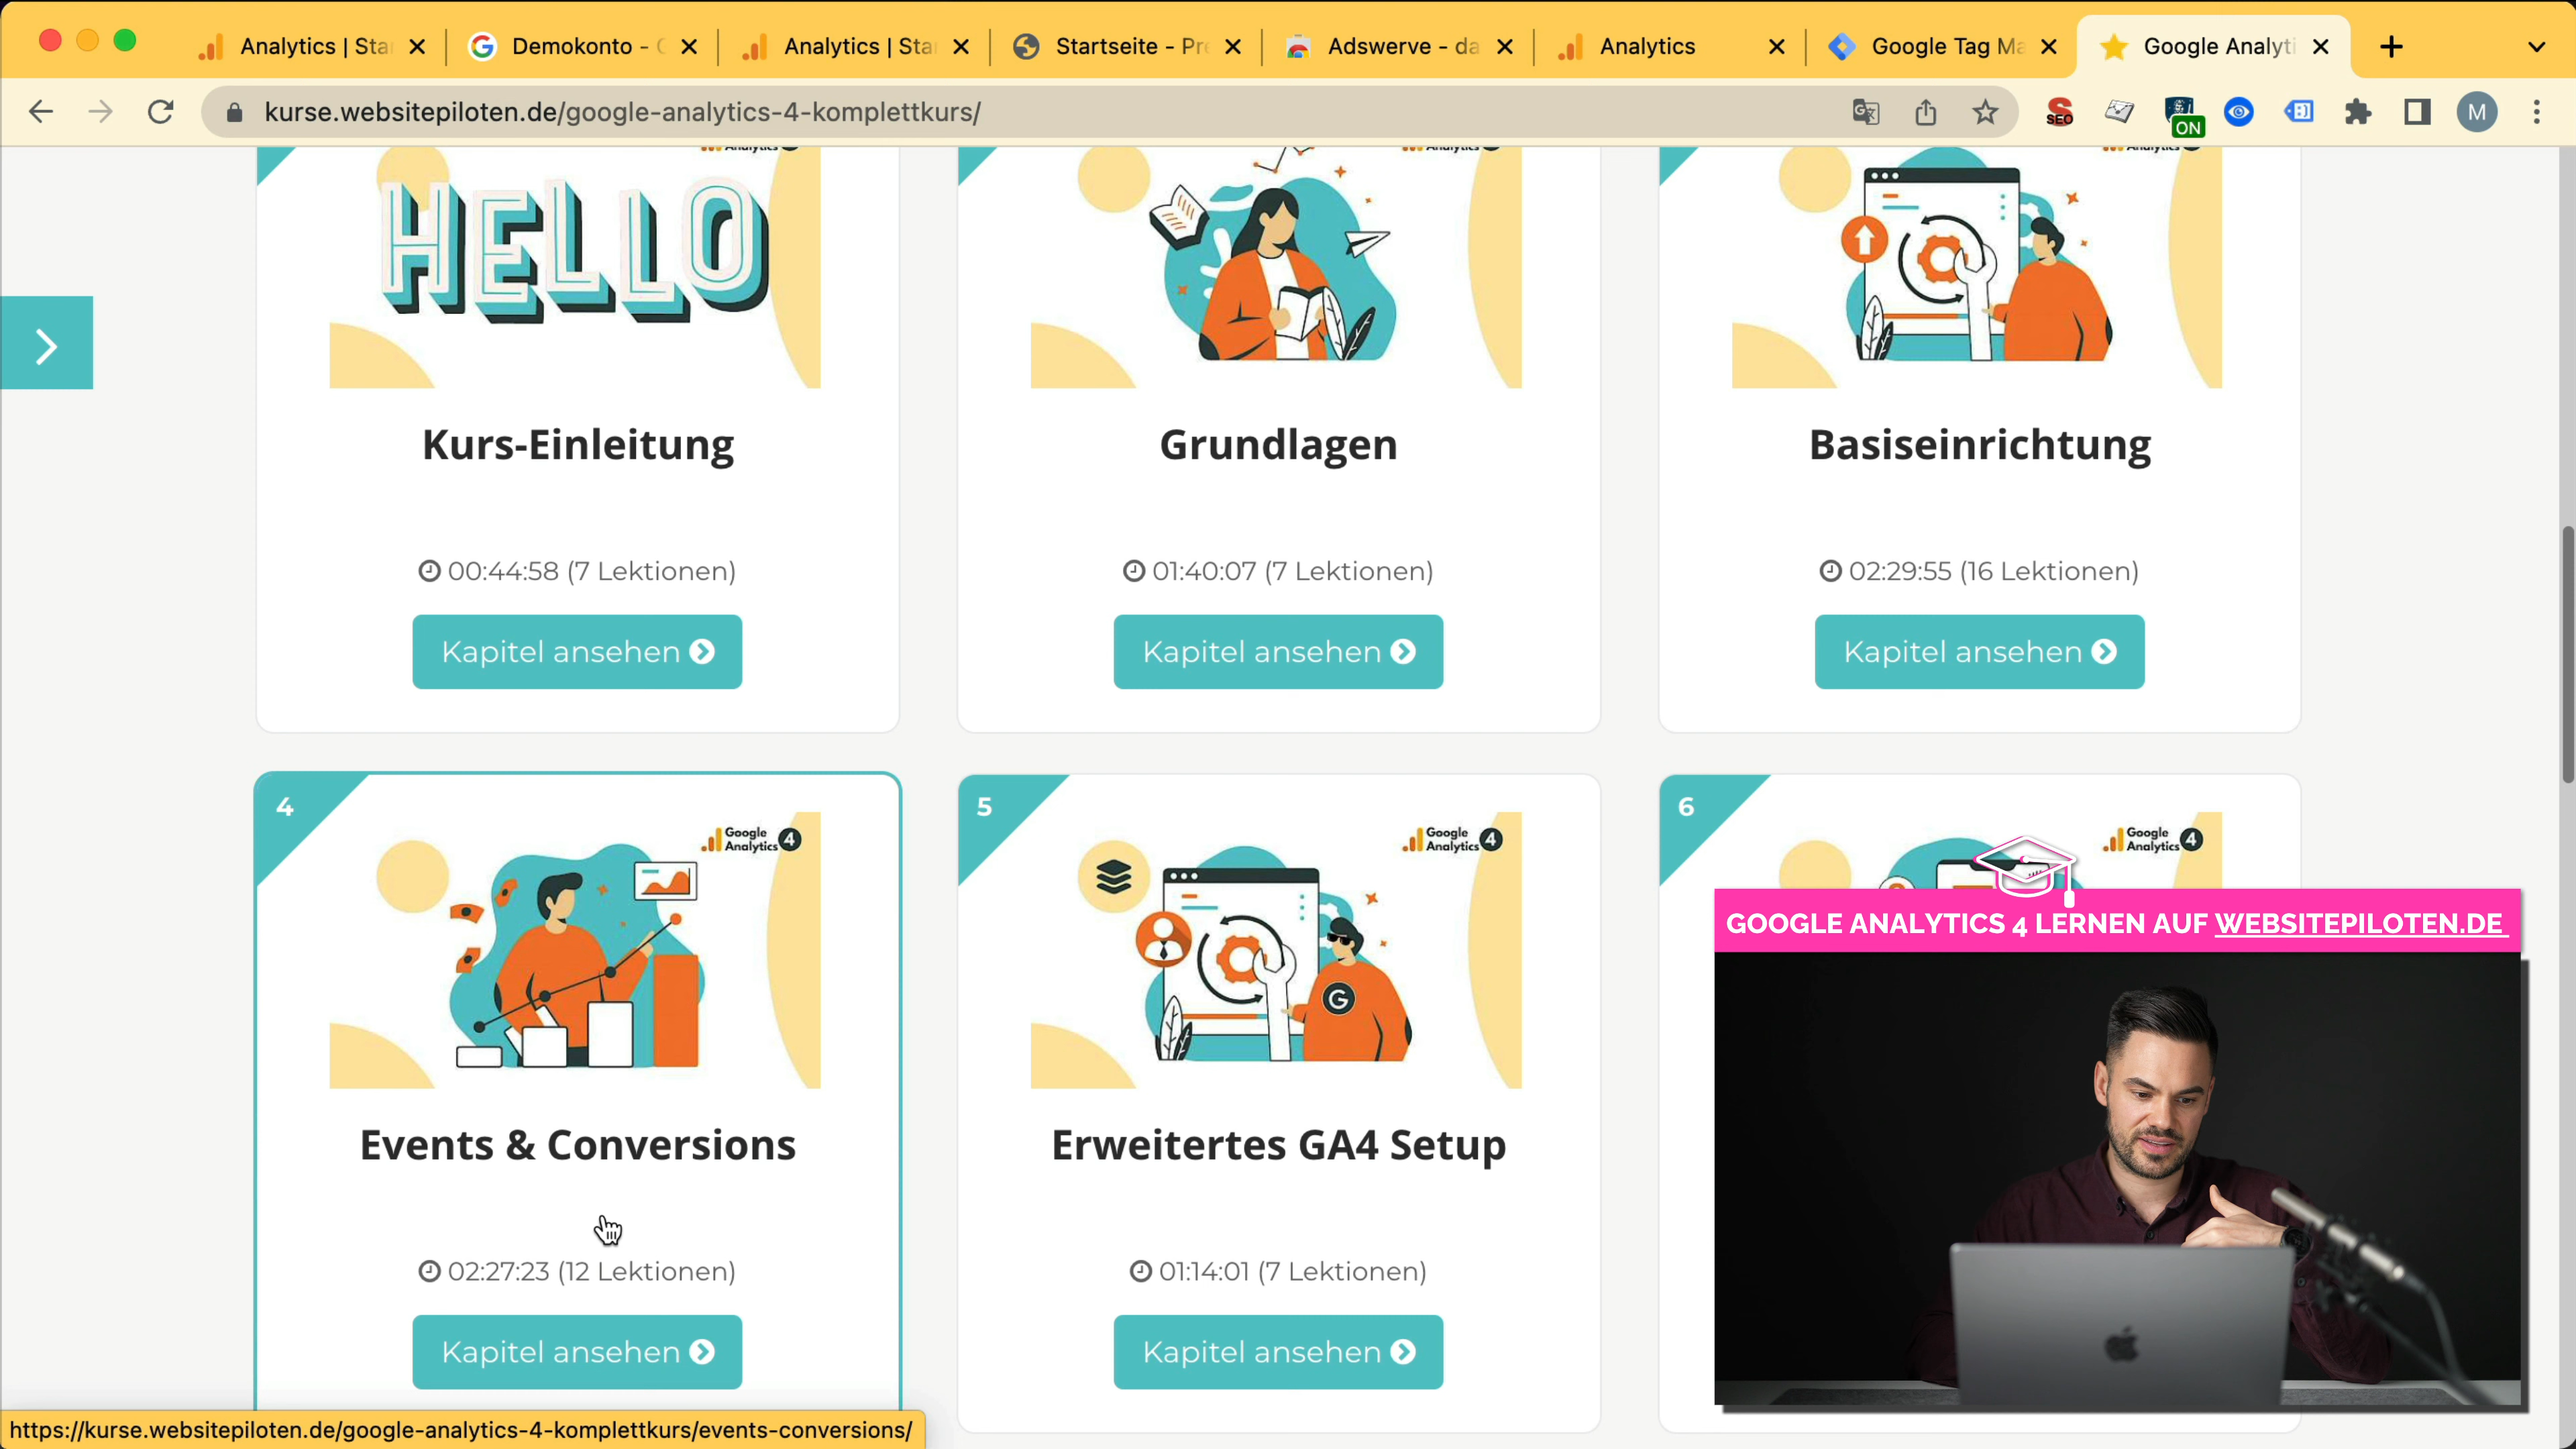 Analytics | Sta
Demokonto -
Analytics | Sta
Startseite - Pr
Adswerve - da
Analytics
Google Tag Ma
Google Analyti
kurse.websitepiloten.de/google-analytics-4-komplettkurs/
SEO
ON
M
HELLO
Kurs-Einleitung
00:44:58 (7 Lektionen)
Kapitel ansehen
Grundlagen
01:40:07 (7 Lektionen)
Kapitel ansehen
Basiseinrichtung
02:29:55 (16 Lektionen)
Kapitel ansehen
4
Google
Analytics 4
Events & Conversions
02:27:23 (12 Lektionen)
Kapitel ansehen
5
Google
Analytics 4
G
Erweitertes GA4 Setup
01:14:01 (7 Lektionen)
Kapitel ansehen
6
Google
Analytics 4
GOOGLE ANALYTICS 4 LERNEN AUF WEBSITEPILOTEN.DE
https://kurse.websitepiloten.de/google-analytics-4-komplettkurs/events-conversions/